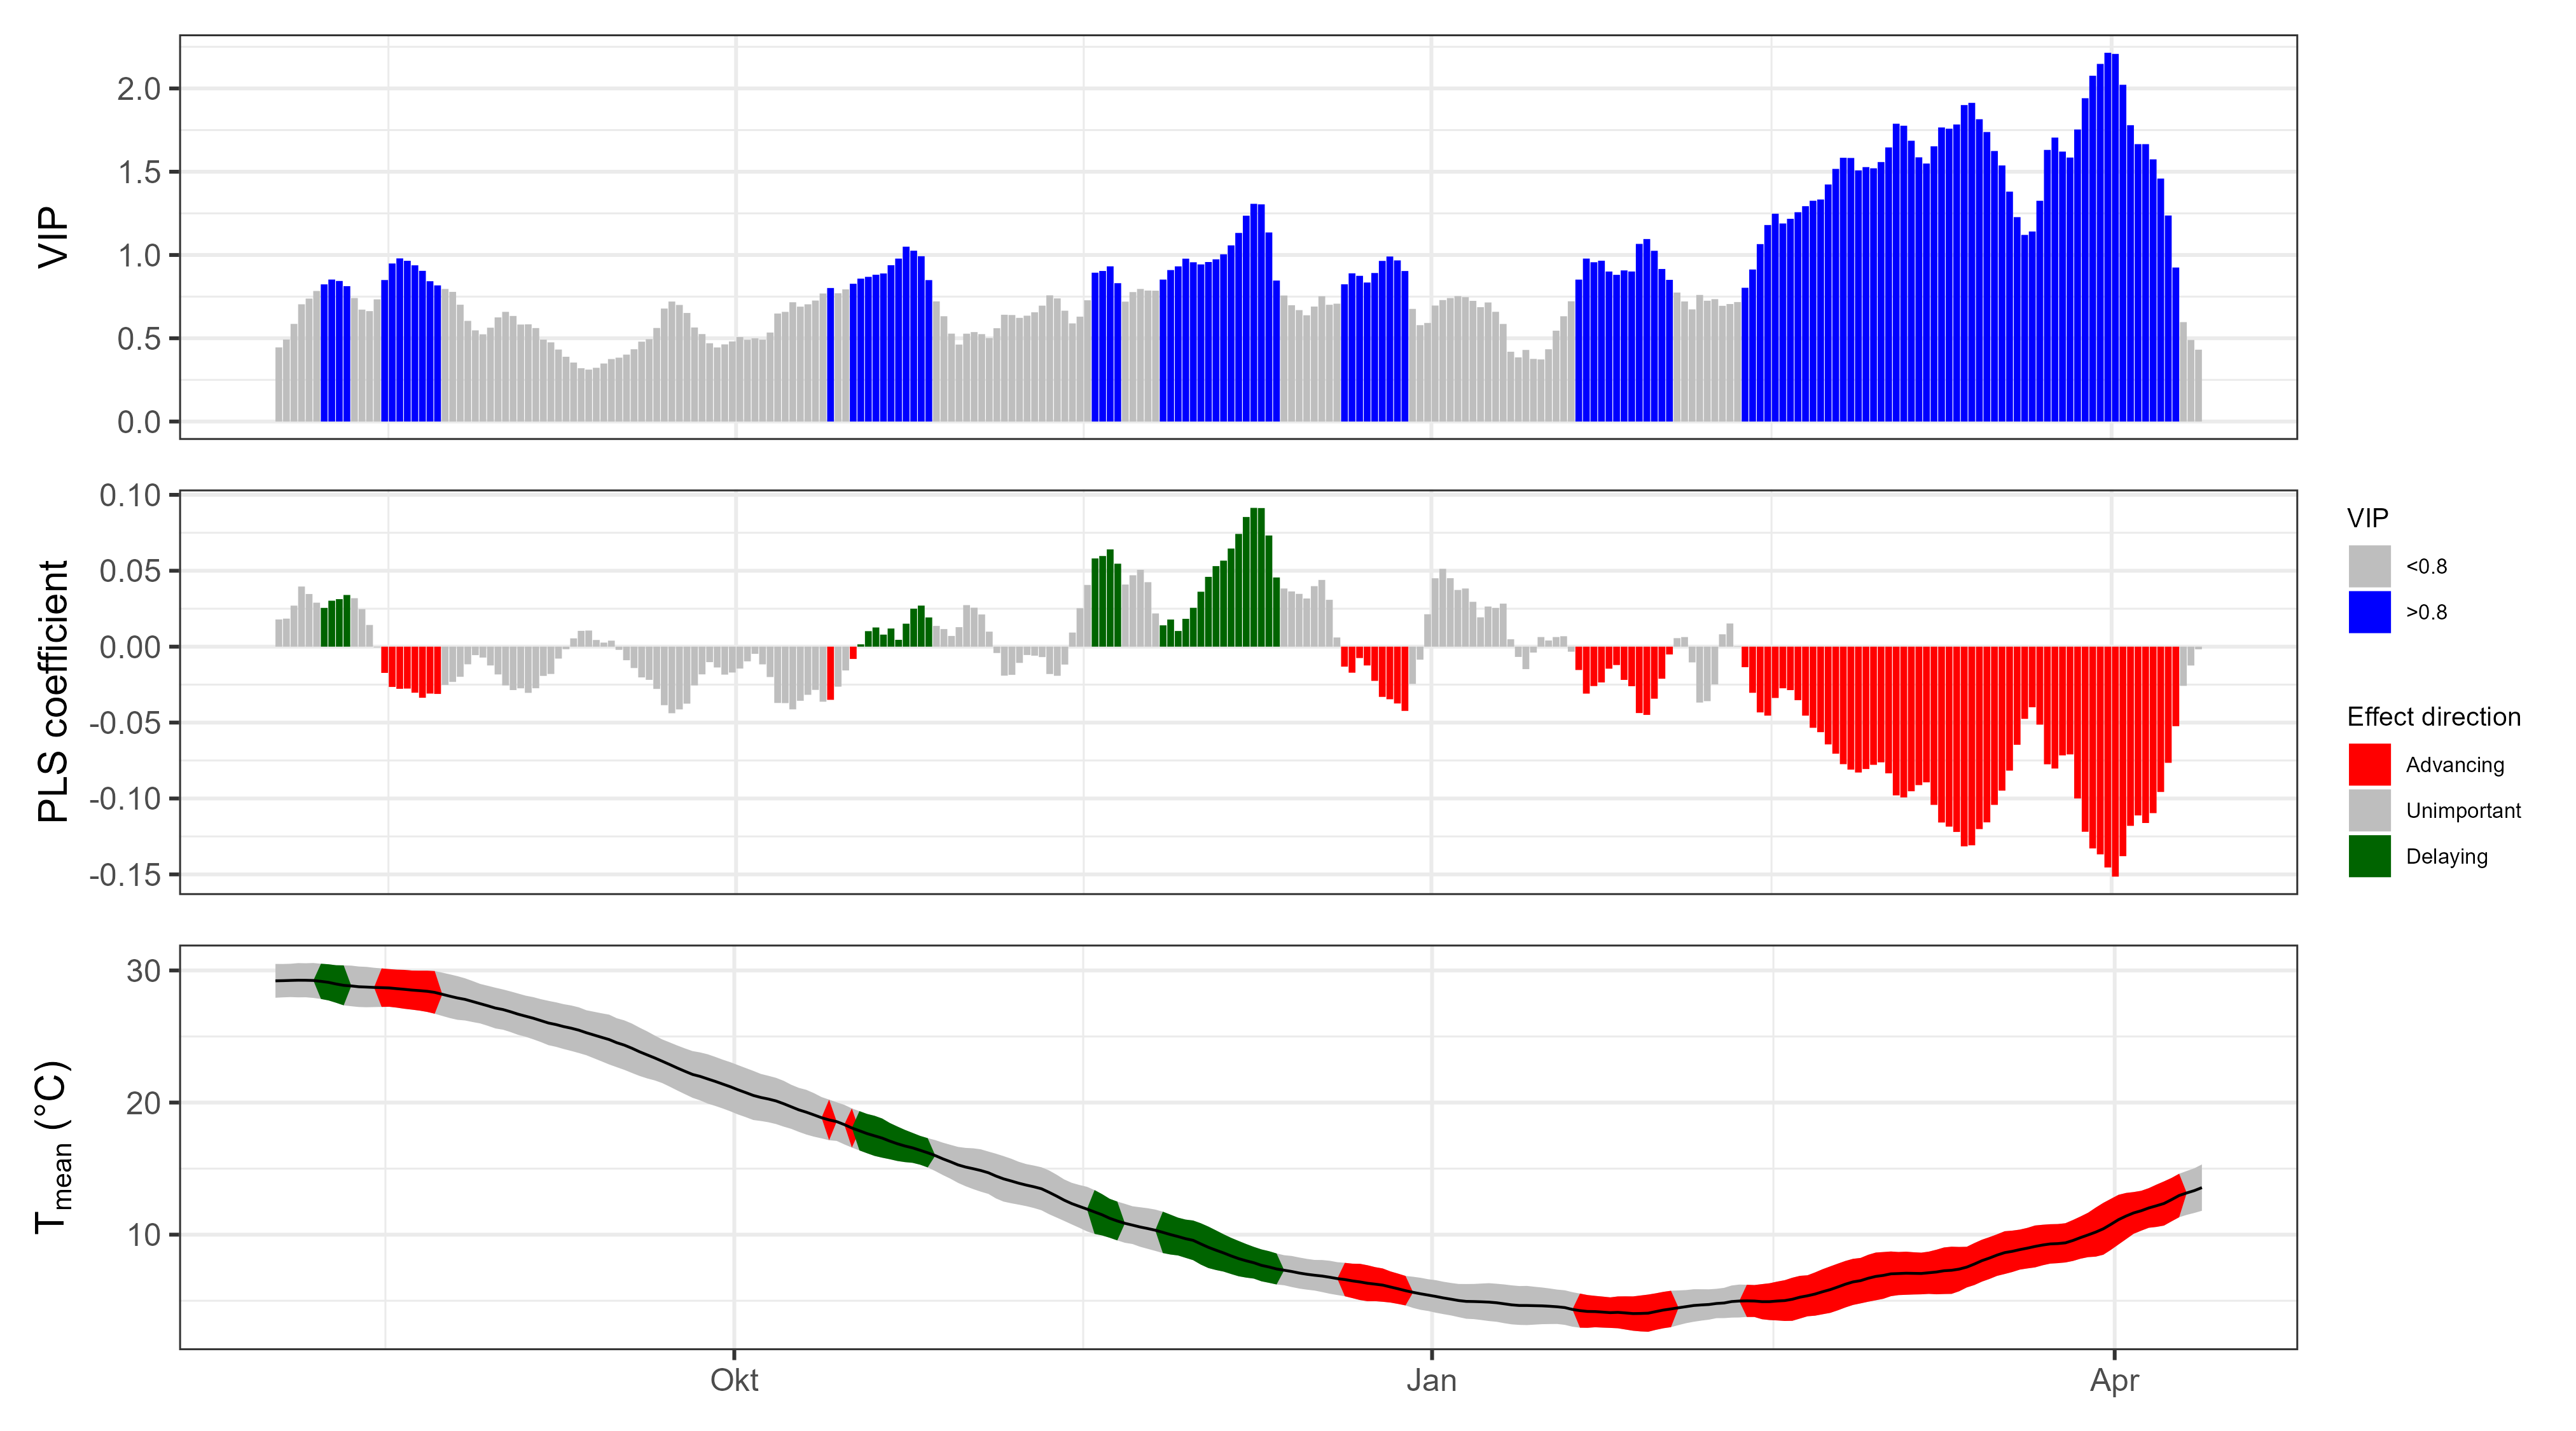 VIP
2.0
1.5
1.0
0.5
0.0
PLS coefficient
0.10
0.05
0.00
-0.05
-0.10
-0.15
VIP
<0.8
>0.8
Effect direction
Advancing
Unimportant
Delaying
Tmean (°C)
30
20
10
Okt Jan Apr